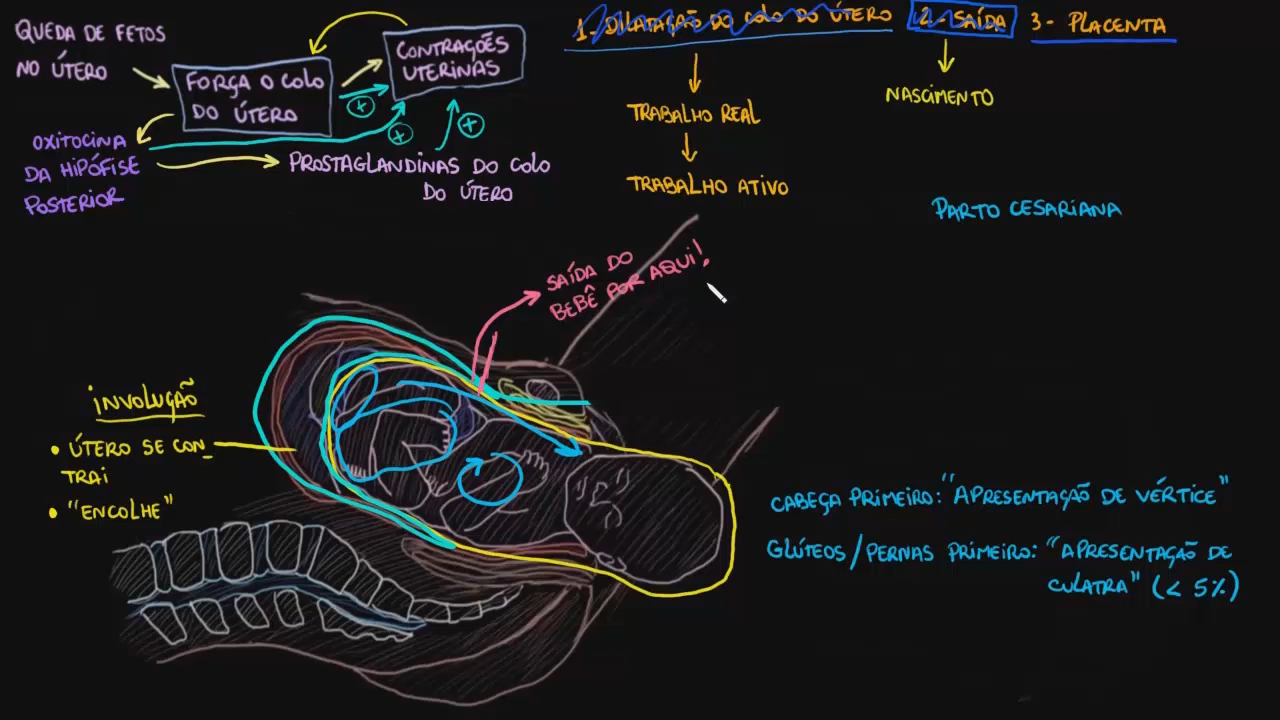 QUEDA DE FETOS
NO ÚTERO
FORÇA O COLO
DO ÚTERO
CONTRAÇÕES
UTERINAS
+
+
+
OXITOCINA
DA HIPÓFISE
POSTERIOR
PROSTAGLANDINAS DO COLO
DO ÚTERO
1- DILATAÇÃO DO COLO DO ÚTERO
2- SAÍDA
3- PLACENTA
TRABALHO REAL
TRABALHO ATIVO
NASCIMENTO
PARTO CESARIANA
SAÍDA DO
BEBÊ POR AQUI!
INVOLUÇÃO
• ÚTERO SE CON_
TRAI
• "ENCOLHE"
CABEÇA PRIMEIRO: "APRESENTAÇÃO DE VÉRTICE"
GLÚTEOS/PERNAS PRIMEIRO: "APRESENTAÇÃO DE
CULATRA" (< 5%)